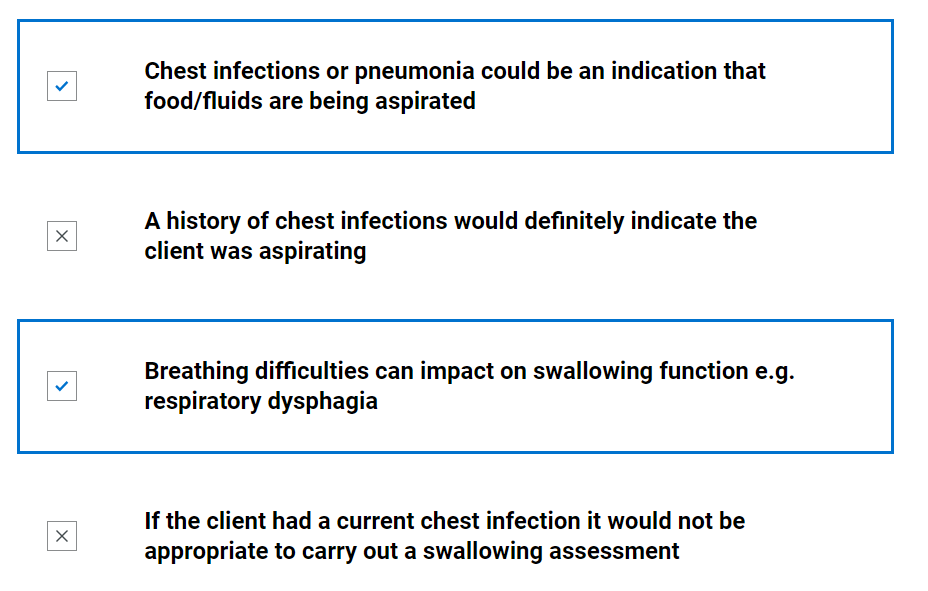 Chest infections or pneumonia could be an indication that
food/fluids are being aspirated
A history of chest infections would definitely indicate the
client was aspirating
Breathing difficulties can impact on swallowing function e.g.
respiratory dysphagia
If the client had a current chest infection it would not be
appropriate to carry out a swallowing assessment